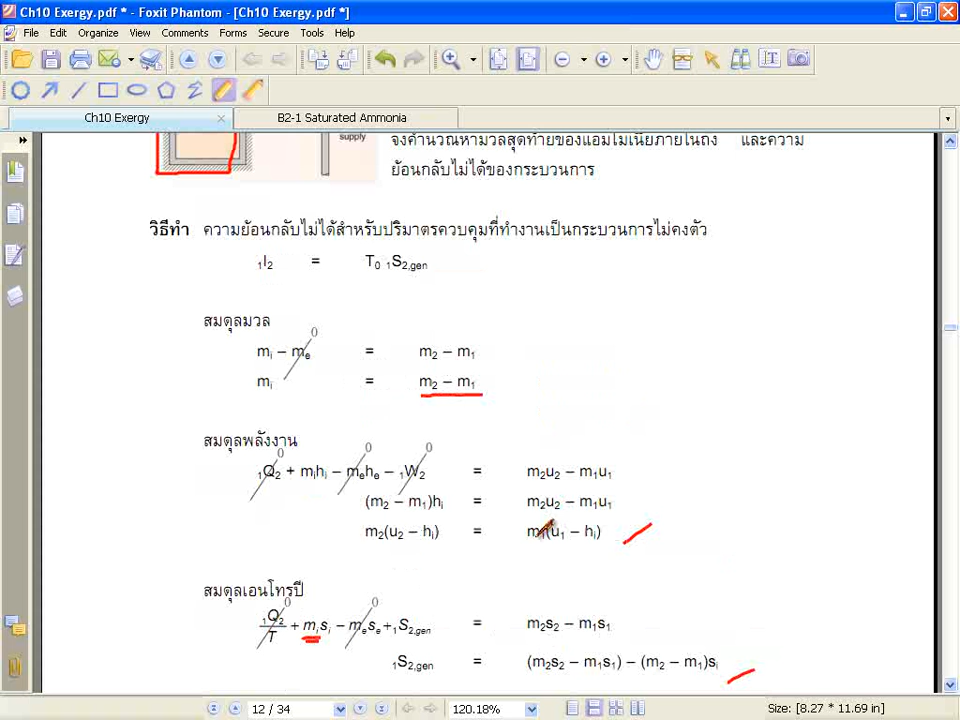 Ch10 Exergy.pdf * - Foxit Phantom - [Ch10 Exergy.pdf *]
File Edit Organize View Comments Forms Secure Tools Help
Ch10 Exergy
B2-1 Saturated Ammonia
supply
จงคำนวณหามวลสุดท้ายของแอมโมเนียภายในถัง และความ
ย้อนกลับไม่ได้ของกระบวนการ
วิธีทำ ความย้อนกลับไม่ได้สำหรับปริมาตรควบคุมที่ทำงานเป็นกระบวนการไม่คงตัว
₁I₂ = T₀ ₁S₂,gen
สมดุลมวล
0
mᵢ – mₑ = m₂ – m₁
mᵢ = m₂ – m₁
สมดุลพลังงาน
0 0 0
₁Q₂ + mᵢhᵢ – mₑhₑ – ₁W₂ = m₂u₂ – m₁u₁
(m₂ – m₁)hᵢ = m₂u₂ – m₁u₁
m₂(u₂ – hᵢ) = m₁(u₁ – hᵢ)
สมดุลเอนโทรปี
0 0
₁Q₂/T + mᵢsᵢ – mₑsₑ + ₁S₂,gen = m₂s₂ – m₁s₁
₁S₂,gen = (m₂s₂ – m₁s₁) – (m₂ – m₁)sᵢ
12 / 34 120.18% Size: [8.27 * 11.69 in]